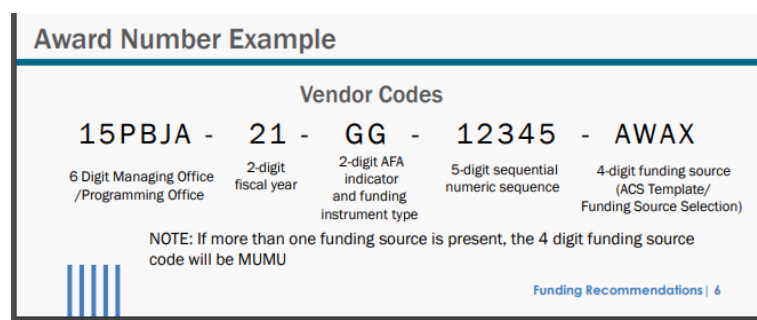 Award Number Example
Vendor Codes
15PBJA - 21 - GG - 12345 - AWAX
6 Digit Managing Office
/Programming Office
2-digit
fiscal year
2-digit AFA
indicator
and funding
instrument type
5-digit sequential
numeric sequence
4-digit funding source
(ACS Template/
Funding Source Selection)
NOTE: If more than one funding source is present, the 4 digit funding source
code will be MUMU
Funding Recommendations| 6